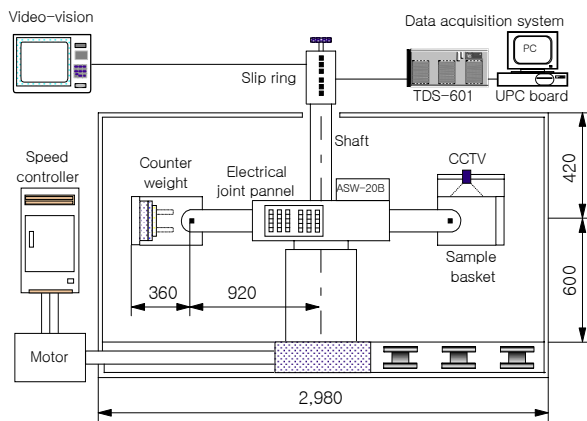 Video-vision
Data acquisition system
PC
Slip ring
TDS-601
UPC board
Shaft
Speed
controller
Counter
weight
Electrical
joint pannel
ASW-20B
CCTV
420
Sample
basket
600
360
920
Motor
2,980